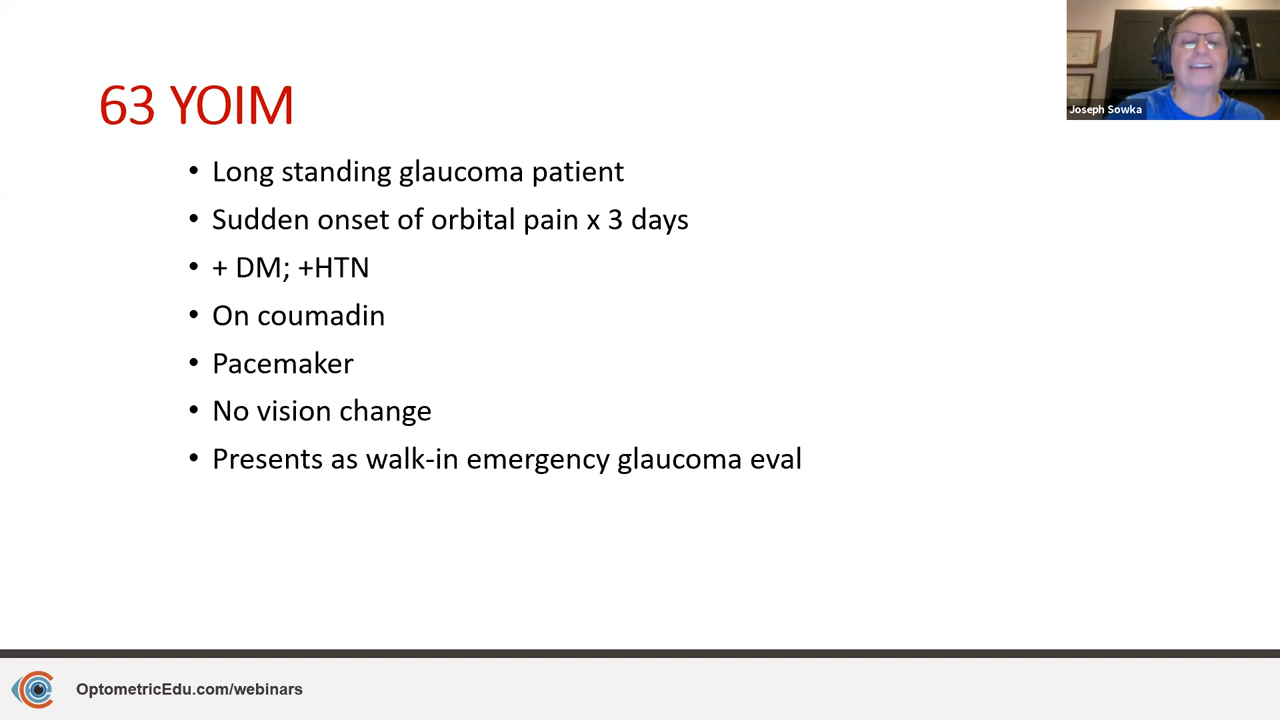 Joseph Sowka
63 YOIM
• Long standing glaucoma patient
• Sudden onset of orbital pain x 3 days
• + DM; +HTN
• On coumadin
• Pacemaker
• No vision change
• Presents as walk-in emergency glaucoma eval
OptometricEdu.com/webinars